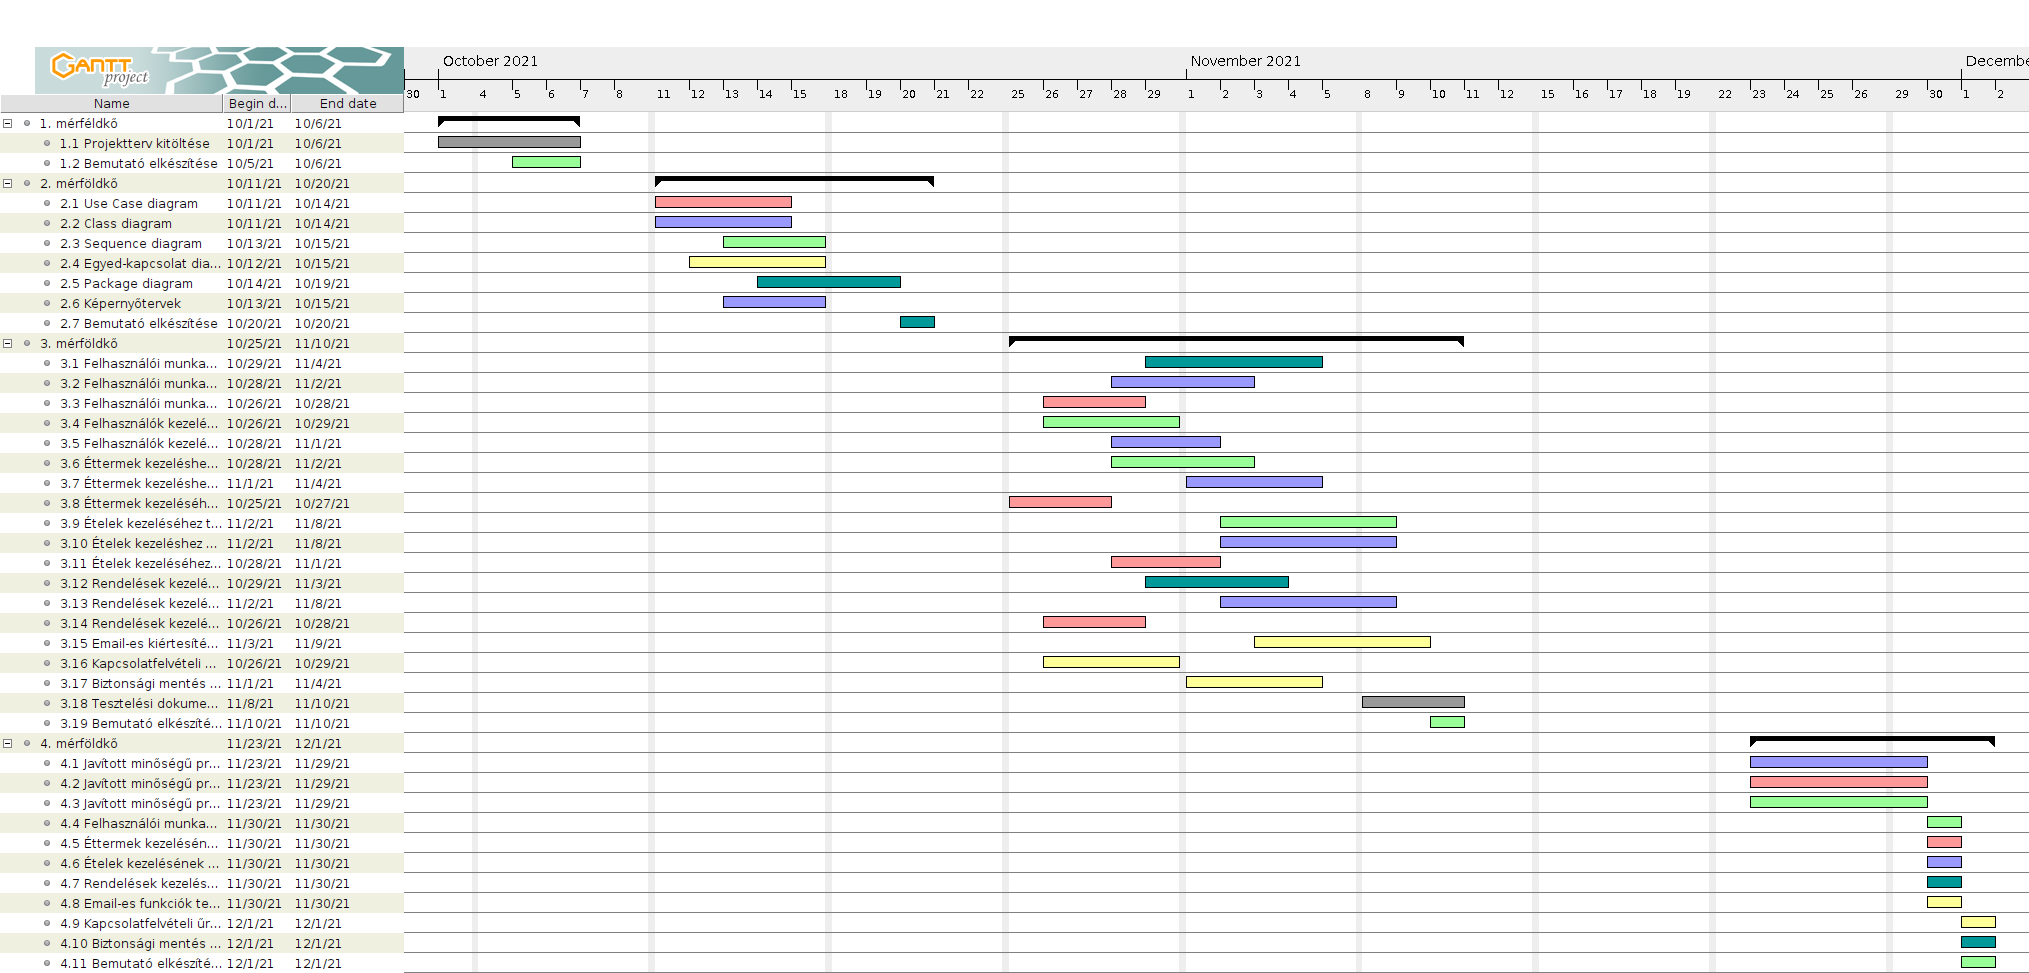 GANTT project
October 2021 November 2021 Decembe
30 1 4 5 6 7 8 11 12 13 14 15 18 19 20 21 22 25 26 27 28 29 1 2 3 4 5 8 9 10 11 12 15 16 17 18 19 22 23 24 25 26 29 30 1 2
Name Begin d... End date
1. mérféldkő 10/1/21 10/6/21
1.1 Projektterv kitöltése 10/1/21 10/6/21
1.2 Bemutató elkészítése 10/5/21 10/6/21
2. mérföldkő 10/11/21 10/20/21
2.1 Use Case diagram 10/11/21 10/14/21
2.2 Class diagram 10/11/21 10/14/21
2.3 Sequence diagram 10/13/21 10/15/21
2.4 Egyed-kapcsolat dia... 10/12/21 10/15/21
2.5 Package diagram 10/14/21 10/19/21
2.6 Képernyőtervek 10/13/21 10/15/21
2.7 Bemutató elkészítése 10/20/21 10/20/21
3. mérföldkő 10/25/21 11/10/21
3.1 Felhasználói munka... 10/29/21 11/4/21
3.2 Felhasználói munka... 10/28/21 11/2/21
3.3 Felhasználói munka... 10/26/21 10/28/21
3.4 Felhasználók kezelé... 10/26/21 10/29/21
3.5 Felhasználók kezelé... 10/28/21 11/1/21
3.6 Éttermek kezeléshe... 10/28/21 11/2/21
3.7 Éttermek kezeléshe... 11/1/21 11/4/21
3.8 Éttermek kezeléséh... 10/25/21 10/27/21
3.9 Ételek kezeléséhez t... 11/2/21 11/8/21
3.10 Ételek kezeléshez ... 11/2/21 11/8/21
3.11 Ételek kezeléséhez... 10/28/21 11/1/21
3.12 Rendelések kezelé... 10/29/21 11/3/21
3.13 Rendelések kezelé... 11/2/21 11/8/21
3.14 Rendelések kezelé... 10/26/21 10/28/21
3.15 Email-es kiértesíté... 11/3/21 11/9/21
3.16 Kapcsolatfelvételi ... 10/26/21 10/29/21
3.17 Biztonsági mentés ... 11/1/21 11/4/21
3.18 Tesztelési dokume... 11/8/21 11/10/21
3.19 Bemutató elkészíté... 11/10/21 11/10/21
4. mérföldkő 11/23/21 12/1/21
4.1 Javított minőségű pr... 11/23/21 11/29/21
4.2 Javított minőségű pr... 11/23/21 11/29/21
4.3 Javított minőségű pr... 11/23/21 11/29/21
4.4 Felhasználói munka... 11/30/21 11/30/21
4.5 Éttermek kezelésén... 11/30/21 11/30/21
4.6 Ételek kezelésének ... 11/30/21 11/30/21
4.7 Rendelések kezelés... 11/30/21 11/30/21
4.8 Email-es funkciók te... 11/30/21 11/30/21
4.9 Kapcsolatfelvételi űr... 12/1/21 12/1/21
4.10 Biztonsági mentés ... 12/1/21 12/1/21
4.11 Bemutató elkészíté... 12/1/21 12/1/21